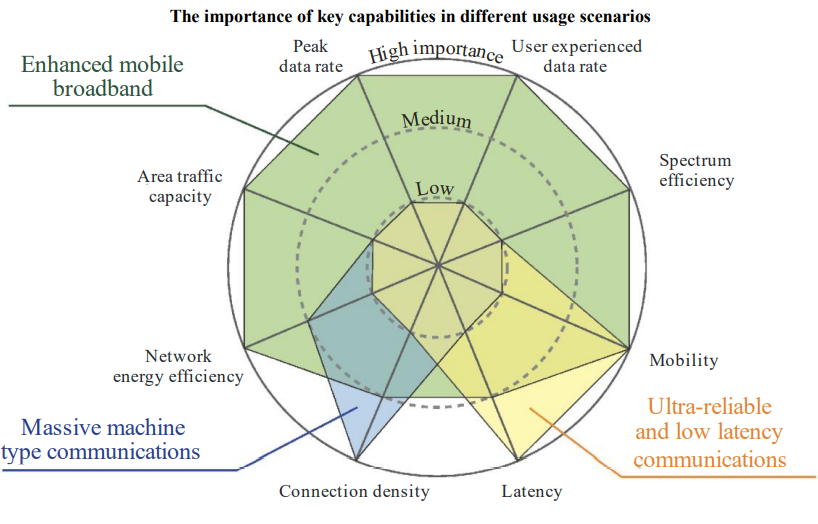 The importance of key capabilities in different usage scenarios
Peak
data rate
High importance
User experienced
data rate
Enhanced mobile
broadband
Medium
Area traffic
capacity
Spectrum
efficiency
Low
Network
energy efficiency
Mobility
Massive machine
type communications
Ultra-reliable
and low latency
communications
Connection density
Latency